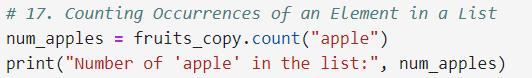 # 17. Counting Occurrences of an Element in a List
num_apples = fruits_copy.count("apple")
print("Number of 'apple' in the list:", num_apples)